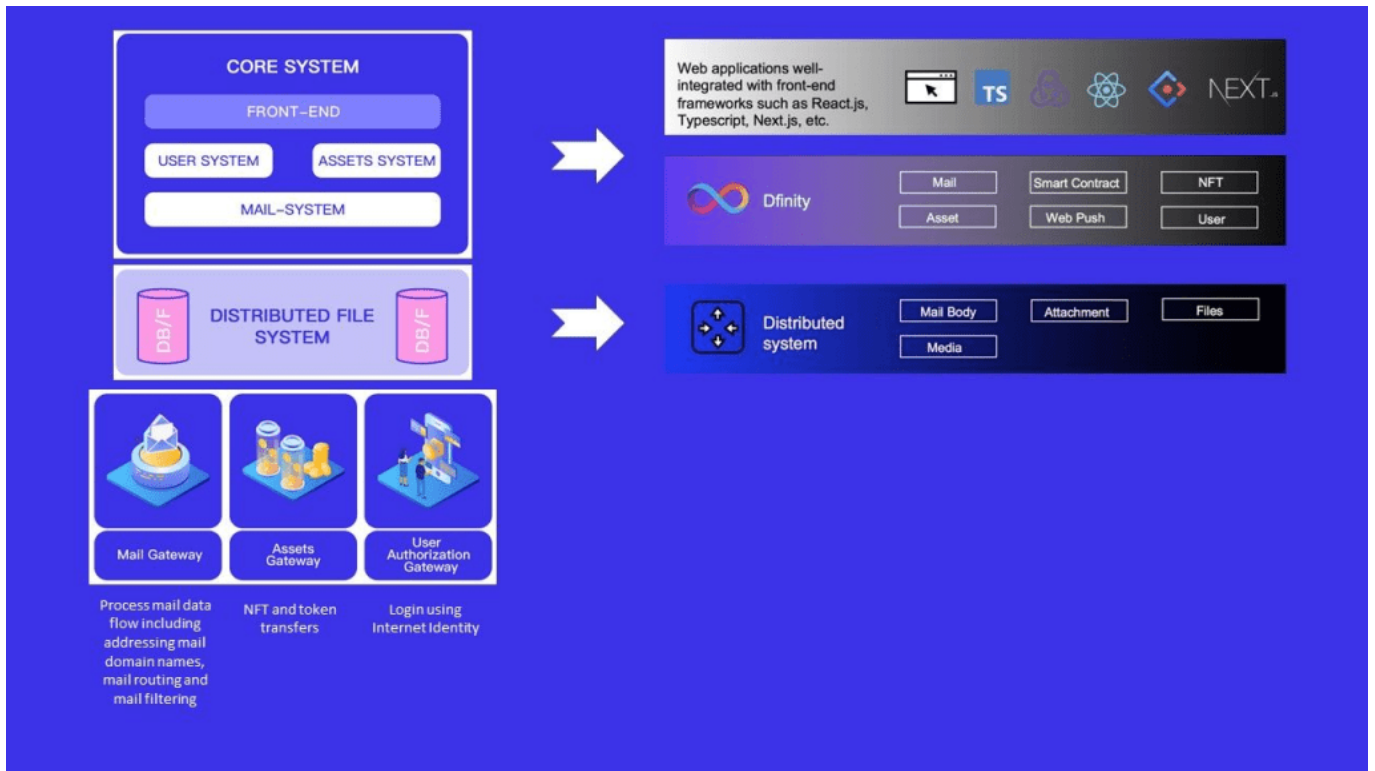 CORE SYSTEM
FRONT-END
USER SYSTEM
ASSETS SYSTEM
MAIL-SYSTEM
DB/F
DISTRIBUTED FILE
SYSTEM
DB/F
Mail Gateway
Assets
Gateway
User
Authorization
Gateway
Process mail data
flow including
addressing mail
domain names,
mail routing and
mail filtering
NFT and token
transfers
Login using
Internet Identity
Web applications well-
integrated with front-end
frameworks such as React.js,
Typescript, Next.js, etc.
TS
NEXT.JS
Dfinity
Mail
Smart Contract
NFT
Asset
Web Push
User
Distributed
system
Mail Body
Attachment
Files
Media